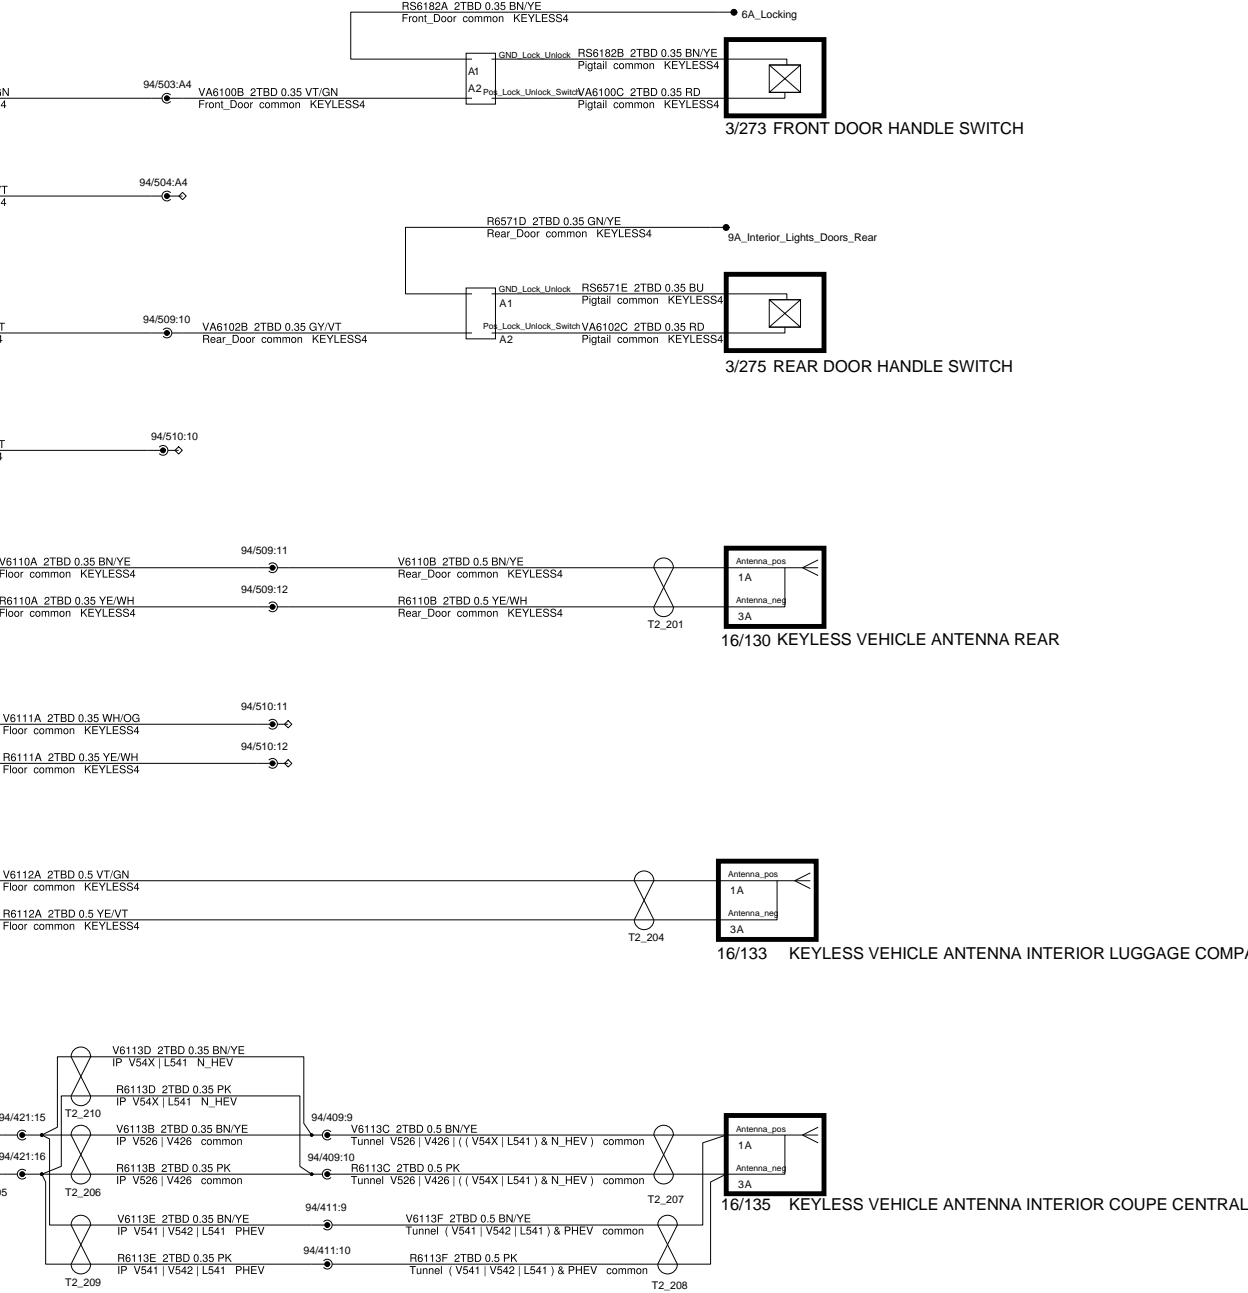 RS6182A 2TBD 0.35 BN/YE
Front_Door common KEYLESS4
6A_Locking
GND_Lock_Unlock
RS6182B 2TBD 0.35 BN/YE
Pigtail common KEYLESS4
A1
A2
Pos_Lock_Unlock_Switch
VA6100C 2TBD 0.35 RD
Pigtail common KEYLESS4
GN
4
94/503:A4
VA6100B 2TBD 0.35 VT/GN
Front_Door common KEYLESS4
3/273 FRONT DOOR HANDLE SWITCH
94/504:A4
/T
4
R6571D 2TBD 0.35 GN/YE
Rear_Door common KEYLESS4
9A_Interior_Lights_Doors_Rear
GND_Lock_Unlock
RS6571E 2TBD 0.35 BU
A1
Pigtail common KEYLESS4
94/509:10
T
4
VA6102B 2TBD 0.35 GY/VT
Rear_Door common KEYLESS4
Pos_Lock_Unlock_Switch
VA6102C 2TBD 0.35 RD
A2
Pigtail common KEYLESS4
3/275 REAR DOOR HANDLE SWITCH
94/510:10
T
4
94/509:11
V6110A 2TBD 0.35 BN/YE
Floor common KEYLESS4
V6110B 2TBD 0.5 BN/YE
Rear_Door common KEYLESS4
Antenna_pos
1A
94/509:12
R6110A 2TBD 0.35 YE/WH
Floor common KEYLESS4
R6110B 2TBD 0.5 YE/WH
Rear_Door common KEYLESS4
Antenna_neg
3A
T2_201
16/130 KEYLESS VEHICLE ANTENNA REAR
94/510:11
V6111A 2TBD 0.35 WH/OG
Floor common KEYLESS4
94/510:12
R6111A 2TBD 0.35 YE/WH
Floor common KEYLESS4
V6112A 2TBD 0.5 VT/GN
Floor common KEYLESS4
Antenna_pos
1A
R6112A 2TBD 0.5 YE/VT
Floor common KEYLESS4
Antenna_neg
3A
T2_204
16/133 KEYLESS VEHICLE ANTENNA INTERIOR LUGGAGE COMPA
V6113D 2TBD 0.35 BN/YE
IP V54X | L541 N_HEV
R6113D 2TBD 0.35 PK
IP V54X | L541 N_HEV
T2_210
94/421:15
V6113B 2TBD 0.35 BN/YE
IP V526 | V426 common
94/409:9
V6113C 2TBD 0.5 BN/YE
Tunnel V526 | V426 | ( ( V54X | L541 ) & N_HEV ) common
Antenna_pos
1A
94/421:16
R6113B 2TBD 0.35 PK
IP V526 | V426 common
94/409:10
R6113C 2TBD 0.5 PK
Tunnel V526 | V426 | ( ( V54X | L541 ) & N_HEV ) common
Antenna_neg
3A
05
T2_206
T2_207
16/135 KEYLESS VEHICLE ANTENNA INTERIOR COUPE CENTRAL
94/411:9
V6113E 2TBD 0.35 BN/YE
IP V541 | V542 | L541 PHEV
V6113F 2TBD 0.5 BN/YE
Tunnel ( V541 | V542 | L541 ) & PHEV common
94/411:10
R6113E 2TBD 0.35 PK
IP V541 | V542 | L541 PHEV
R6113F 2TBD 0.5 PK
Tunnel ( V541 | V542 | L541 ) & PHEV common
T2_209
T2_208